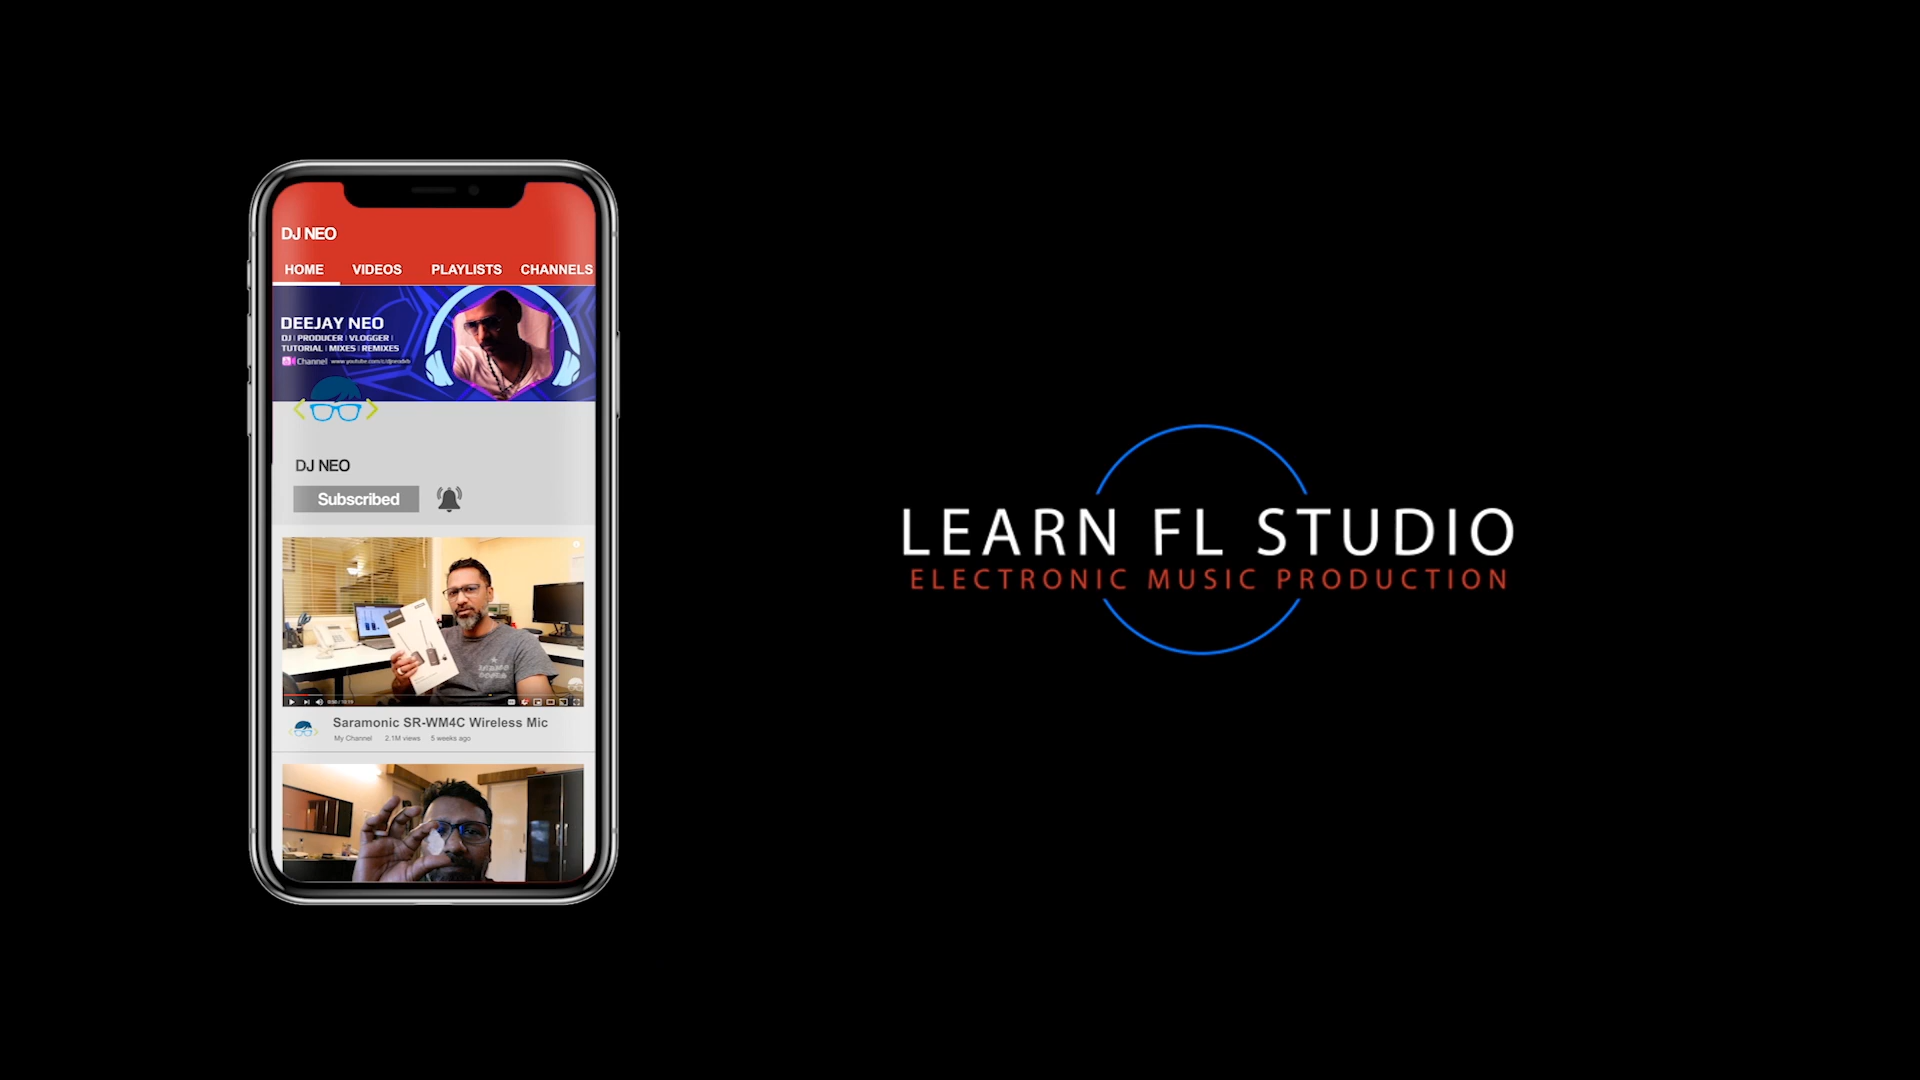 DJ NEO
HOME VIDEOS PLAYLISTS CHANNELS
DEEJAY NEO
DJ | PRODUCER | VLOGGER |
TUTORIAL | MIXES | REMIXES
Channel
DJ NEO
Subscribed
Saramonic SR-WM4C Wireless Mic
My Channel 2.1M views 5 weeks ago
LEARN FL STUDIO
ELECTRONIC MUSIC PRODUCTION